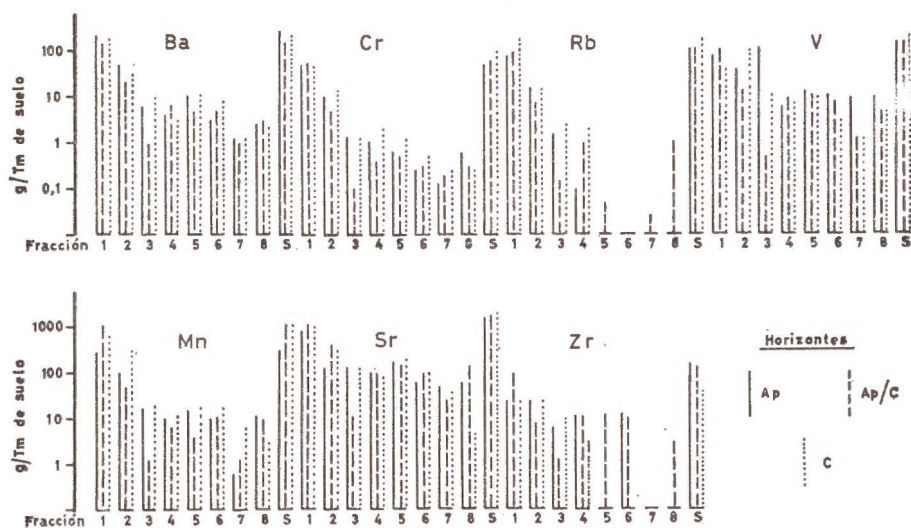 g/Tm de suelo
100
10
1
0,1
Ba
Cr
Rb
V
Fracción 1 2 3 4 5 6 7 8 S 1 2 3 4 5 6 7 8 S 1 2 3 4 5 6 7 8 S 1 2 3 4 5 6 7 8 S
g/Tm de suelo
1000
100
10
1
Mn
Sr
Zr
Fracción 1 2 3 4 5 6 7 8 S 1 2 3 4 5 6 7 8 S 1 2 3 4 5 6 7 8 S
Horizontes
Ap
Ap/C
C